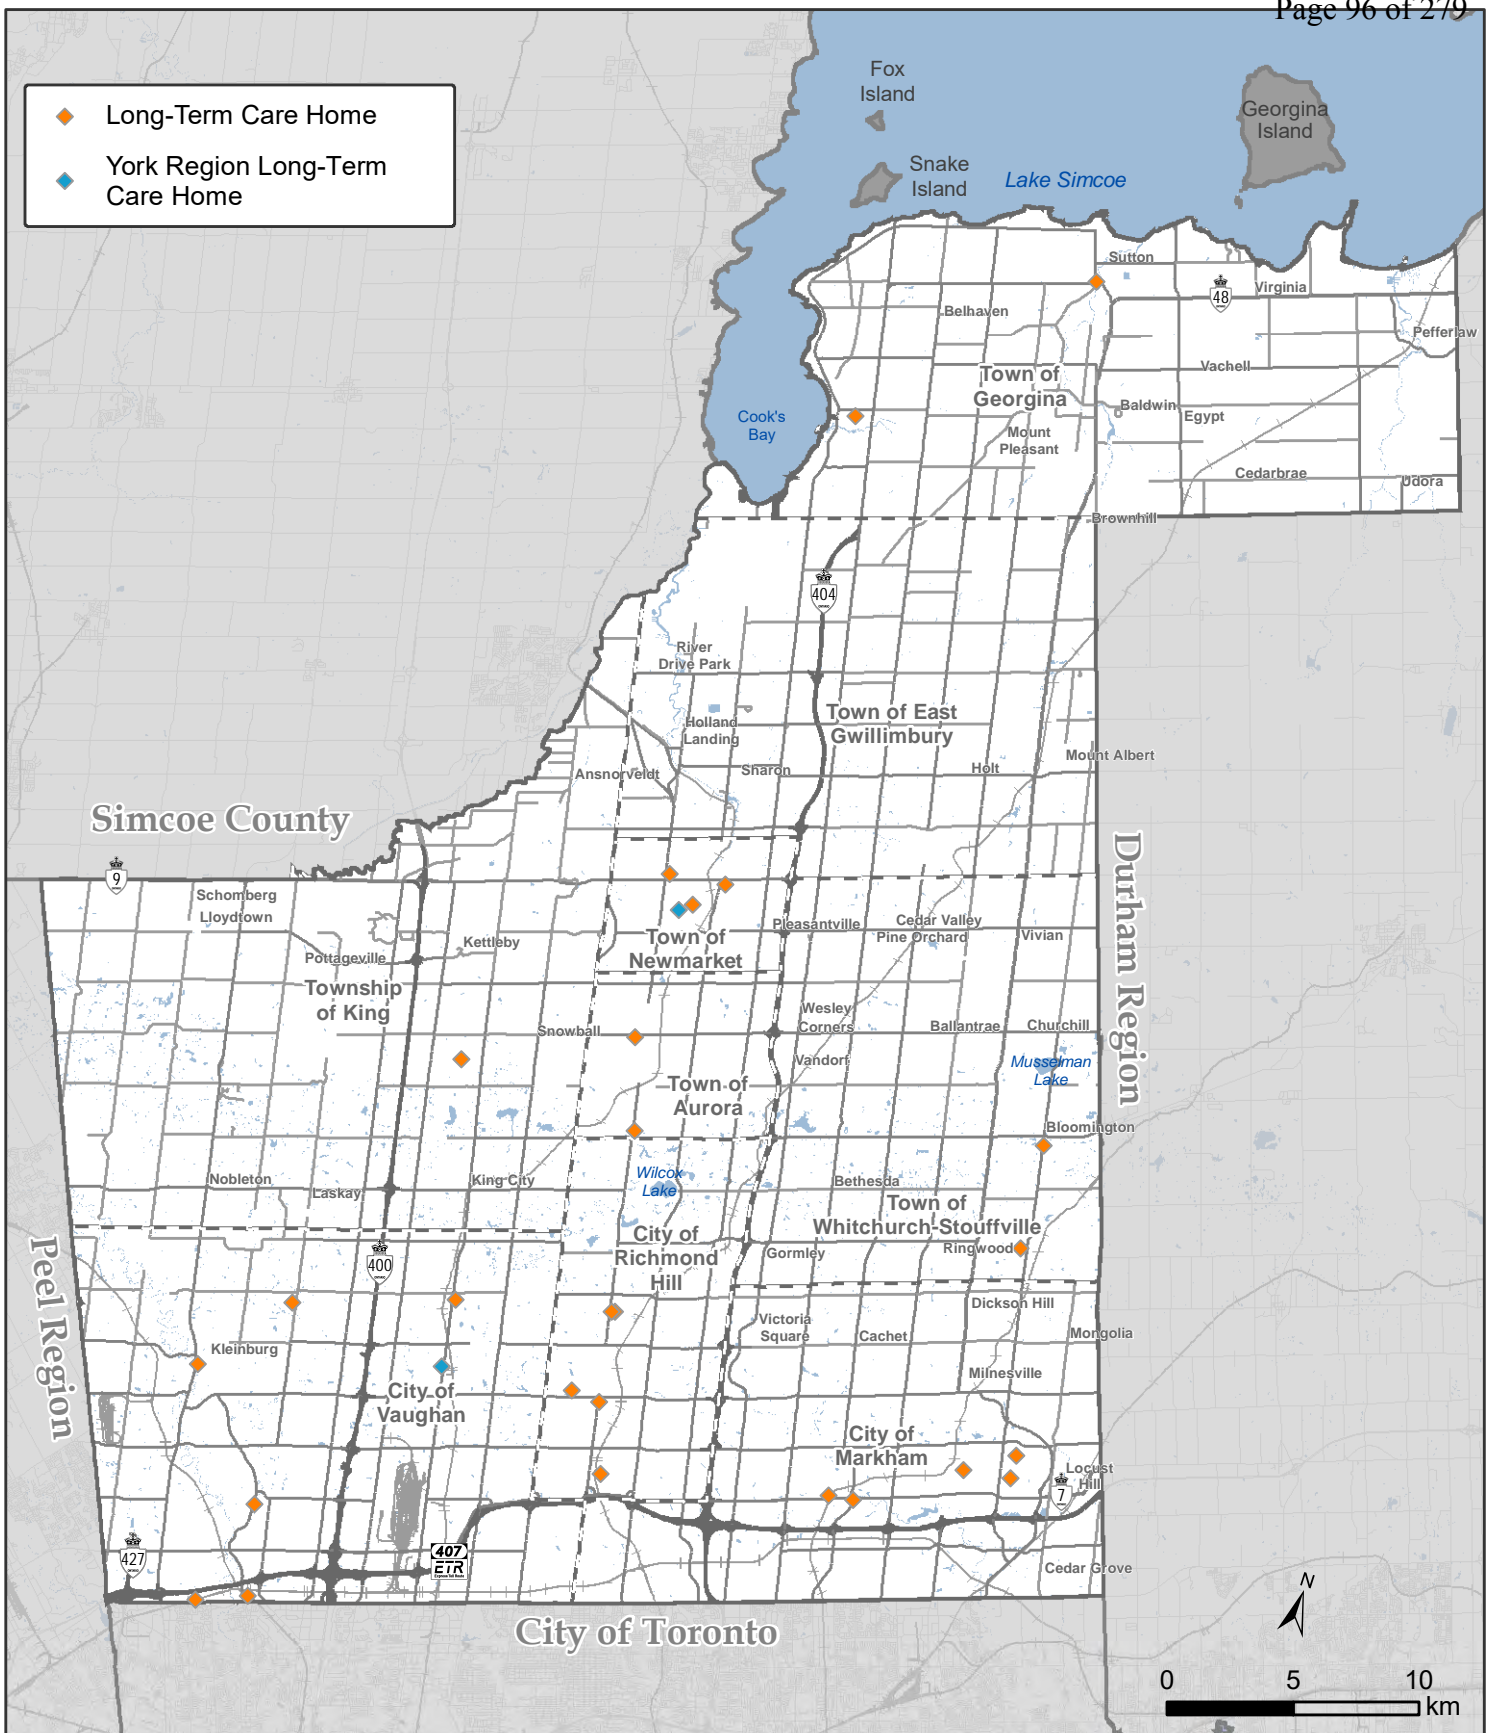 Page 96 of 279
Long-Term Care Home
York Region Long-Term
Care Home
Fox
Island
Georgina
Island
Snake
Island
Lake Simcoe
Sutton
48
Virginia
Belhaven
Pefferlaw
Vachell
Town of
Georgina
Baldwin
Egypt
Cook's
Bay
Mount
Pleasant
Cedarbrae
Udora
Brownhill
404
River
Drive Park
Town of East
Gwillimbury
Holland
Landing
Mount Albert
Ansnorveldt
Sharon
Holt
Simcoe County
Durham Region
9
Schomberg
Lloydtown
Pleasantville
Cedar Valley
Pine Orchard
Vivian
Kettleby
Town of
Newmarket
Pottageville
Township
of King
Wesley
Corners
Snowball
Ballantrae
Churchill
Vandorf
Musselman
Lake
Town of
Aurora
Bloomington
Wilcox
Lake
Nobleton
Laskay
King City
Bethesda
Town of
Whitchurch-Stouffville
City of
Richmond
Hill
Gormley
Ringwood
Peel Region
400
Dickson Hill
Victoria
Square
Cachet
Mongolia
Kleinburg
Milnesville
City of
Vaughan
City of
Markham
Locust
Hill
7
427
407
ETR
Cedar Grove
City of Toronto
N
0 5 10
km